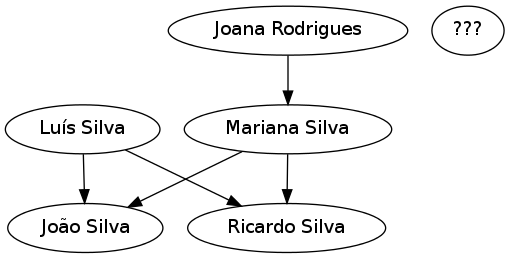 Joana Rodrigues
???
Luís Silva
Mariana Silva
João Silva
Ricardo Silva